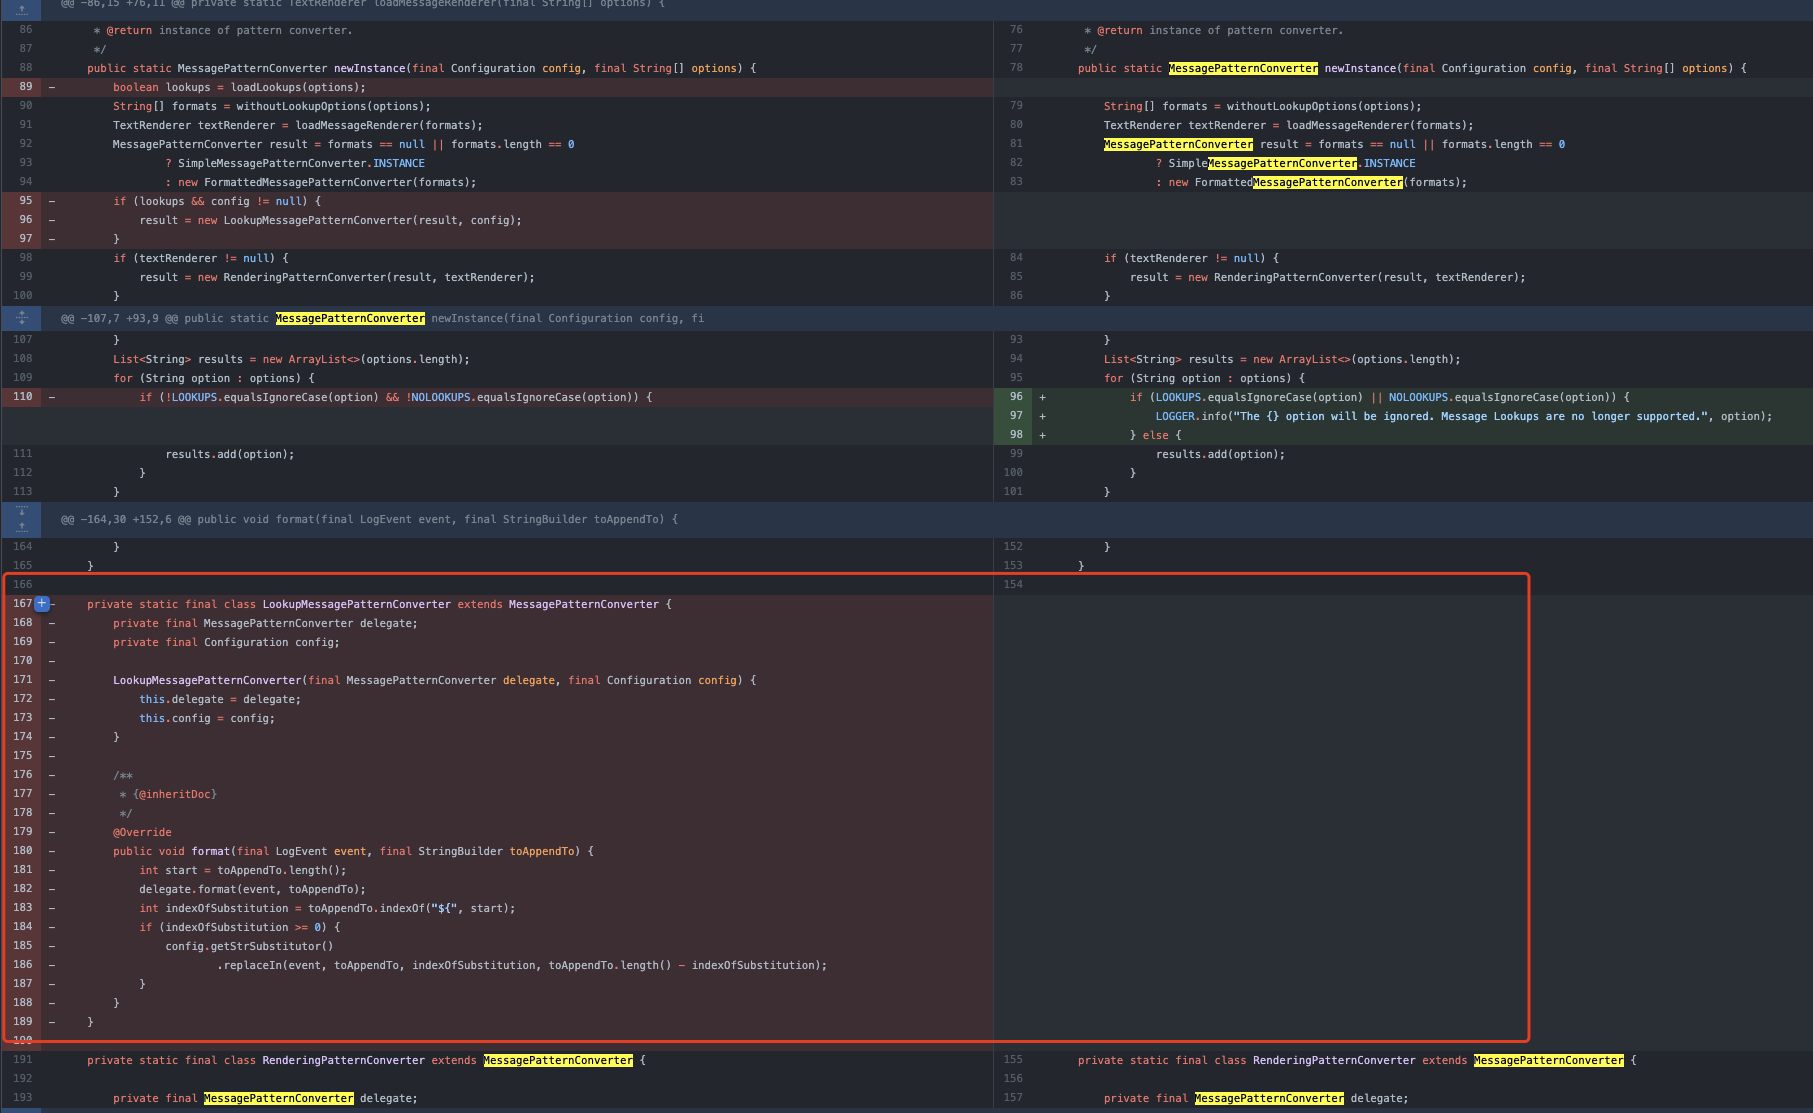 @@ -86,15 +76,11 @@ private static TextRenderer loadMessageRenderer(final String[] options) {
86 * @return instance of pattern converter.
87 */
88 public static MessagePatternConverter newInstance(final Configuration config, final String[] options) {
89 - boolean lookups = loadLookups(options);
90 String[] formats = withoutLookupOptions(options);
91 TextRenderer textRenderer = loadMessageRenderer(formats);
92 MessagePatternConverter result = formats == null || formats.length == 0
93 ? SimpleMessagePatternConverter.INSTANCE
94 : new FormattedMessagePatternConverter(formats);
95 - if (lookups && config != null) {
96 - result = new LookupMessagePatternConverter(result, config);
97 - }
98 if (textRenderer != null) {
99 result = new RenderingPatternConverter(result, textRenderer);
100 }
76 * @return instance of pattern converter.
77 */
78 public static MessagePatternConverter newInstance(final Configuration config, final String[] options) {
79 String[] formats = withoutLookupOptions(options);
80 TextRenderer textRenderer = loadMessageRenderer(formats);
81 MessagePatternConverter result = formats == null || formats.length == 0
82 ? SimpleMessagePatternConverter.INSTANCE
83 : new FormattedMessagePatternConverter(formats);
84 if (textRenderer != null) {
85 result = new RenderingPatternConverter(result, textRenderer);
86 }
@@ -107,7 +93,9 @@ public static MessagePatternConverter newInstance(final Configuration config, fi
107 }
108 List<String> results = new ArrayList<>(options.length);
109 for (String option : options) {
110 - if (!LOOKUPS.equalsIgnoreCase(option) && !NOLOOKUPS.equalsIgnoreCase(option)) {
111 results.add(option);
112 }
113 }
93 }
94 List<String> results = new ArrayList<>(options.length);
95 for (String option : options) {
96 + if (LOOKUPS.equalsIgnoreCase(option) || NOLOOKUPS.equalsIgnoreCase(option)) {
97 + LOGGER.info("The {} option will be ignored. Message Lookups are no longer supported.", option);
98 + } else {
99 results.add(option);
100 }
101 }
@@ -164,30 +152,6 @@ public void format(final LogEvent event, final StringBuilder toAppendTo) {
164 }
165 }
166
167 - private static final class LookupMessagePatternConverter extends MessagePatternConverter {
168 - private final MessagePatternConverter delegate;
169 - private final Configuration config;
170 -
171 - LookupMessagePatternConverter(final MessagePatternConverter delegate, final Configuration config) {
172 - this.delegate = delegate;
173 - this.config = config;
174 - }
175 -
176 - /**
177 - * {@inheritDoc}
178 - */
179 - @Override
180 - public void format(final LogEvent event, final StringBuilder toAppendTo) {
181 - int start = toAppendTo.length();
182 - delegate.format(event, toAppendTo);
183 - int indexOfSubstitution = toAppendTo.indexOf("${", start);
184 - if (indexOfSubstitution >= 0) {
185 - config.getStrSubstitutor()
186 - .replaceIn(event, toAppendTo, indexOfSubstitution, toAppendTo.length() - indexOfSubstitution);
187 - }
188 - }
189 - }
190
191 private static final class RenderingPatternConverter extends MessagePatternConverter {
192
193 private final MessagePatternConverter delegate;
152 }
153 }
154
155 private static final class RenderingPatternConverter extends MessagePatternConverter {
156
157 private final MessagePatternConverter delegate;